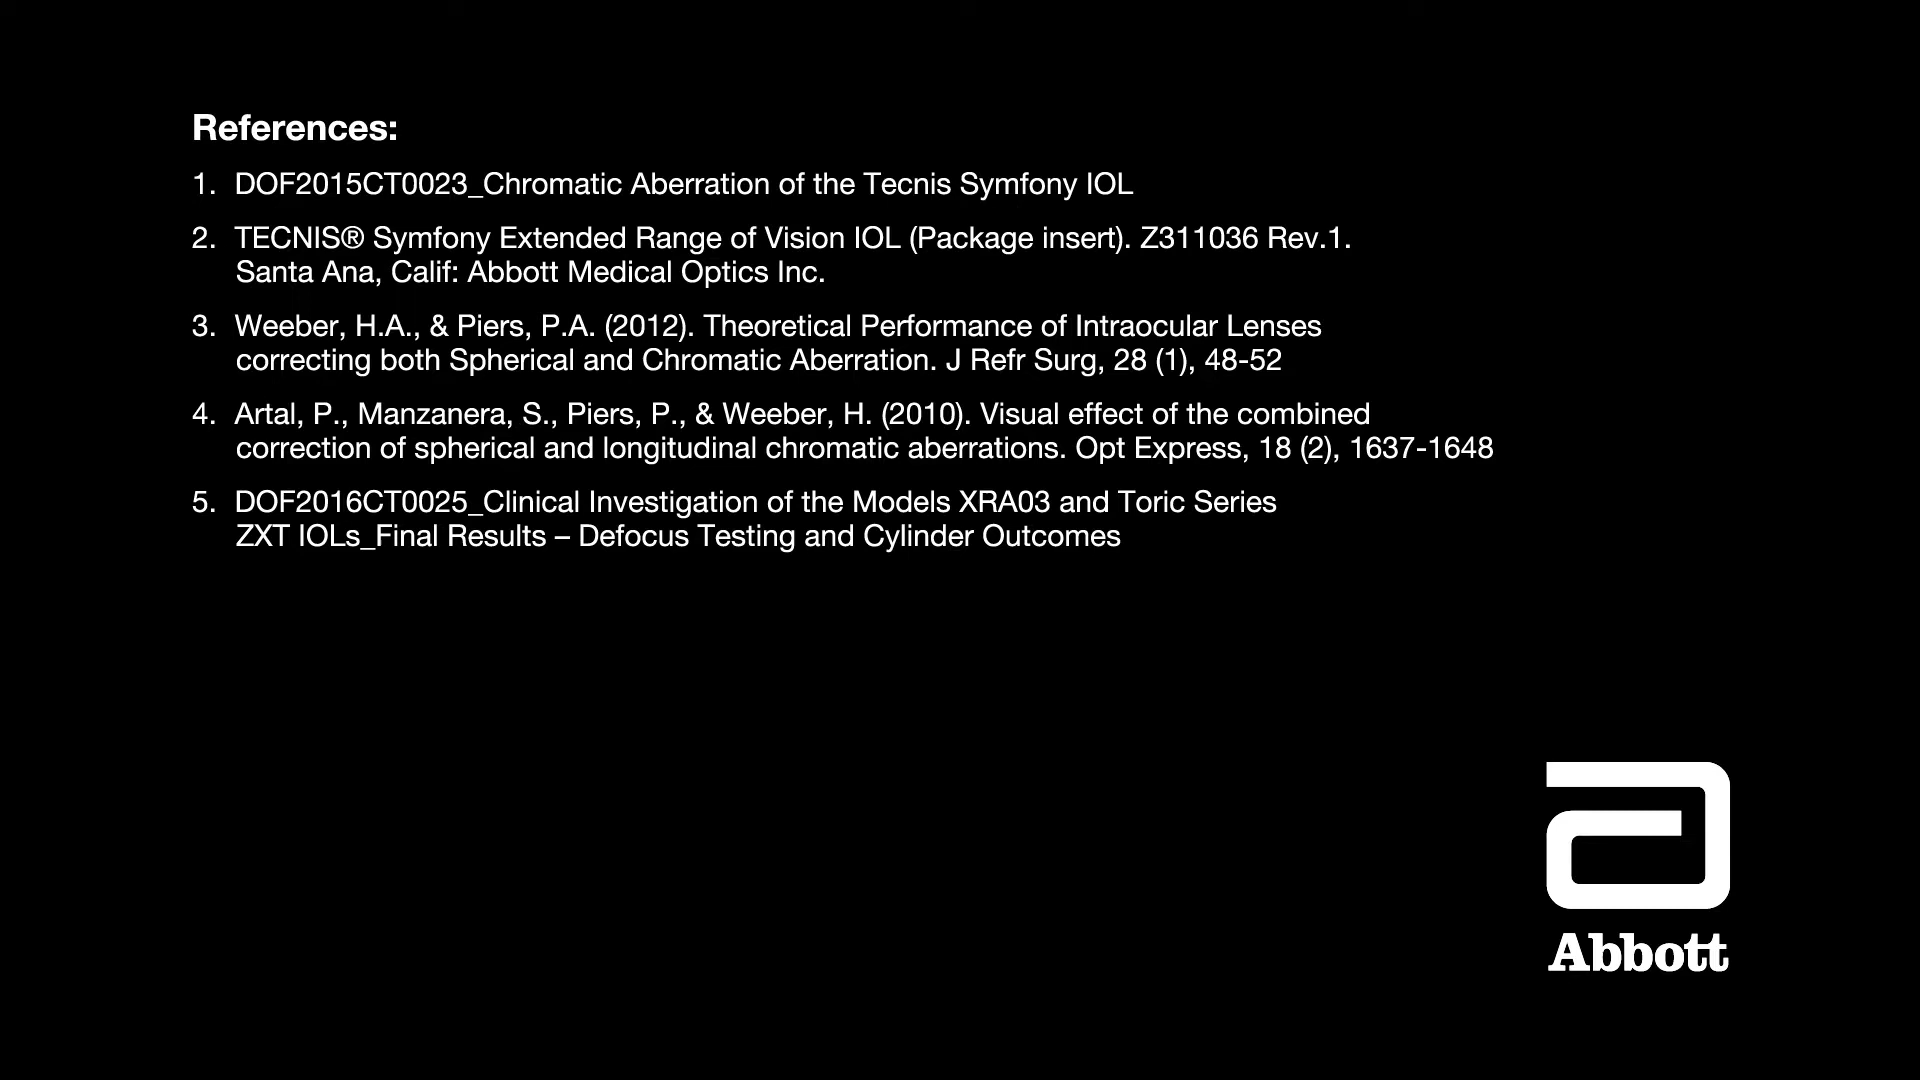 References:
1. DOF2015CT0023_Chromatic Aberration of the Tecnis Symfony IOL
2. TECNIS® Symfony Extended Range of Vision IOL (Package insert). Z311036 Rev.1.
Santa Ana, Calif: Abbott Medical Optics Inc.
3. Weeber, H.A., & Piers, P.A. (2012). Theoretical Performance of Intraocular Lenses
correcting both Spherical and Chromatic Aberration. J Refr Surg, 28 (1), 48-52
4. Artal, P., Manzanera, S., Piers, P., & Weeber, H. (2010). Visual effect of the combined
correction of spherical and longitudinal chromatic aberrations. Opt Express, 18 (2), 1637-1648
5. DOF2016CT0025_Clinical Investigation of the Models XRA03 and Toric Series
ZXT IOLs_Final Results – Defocus Testing and Cylinder Outcomes
Abbott